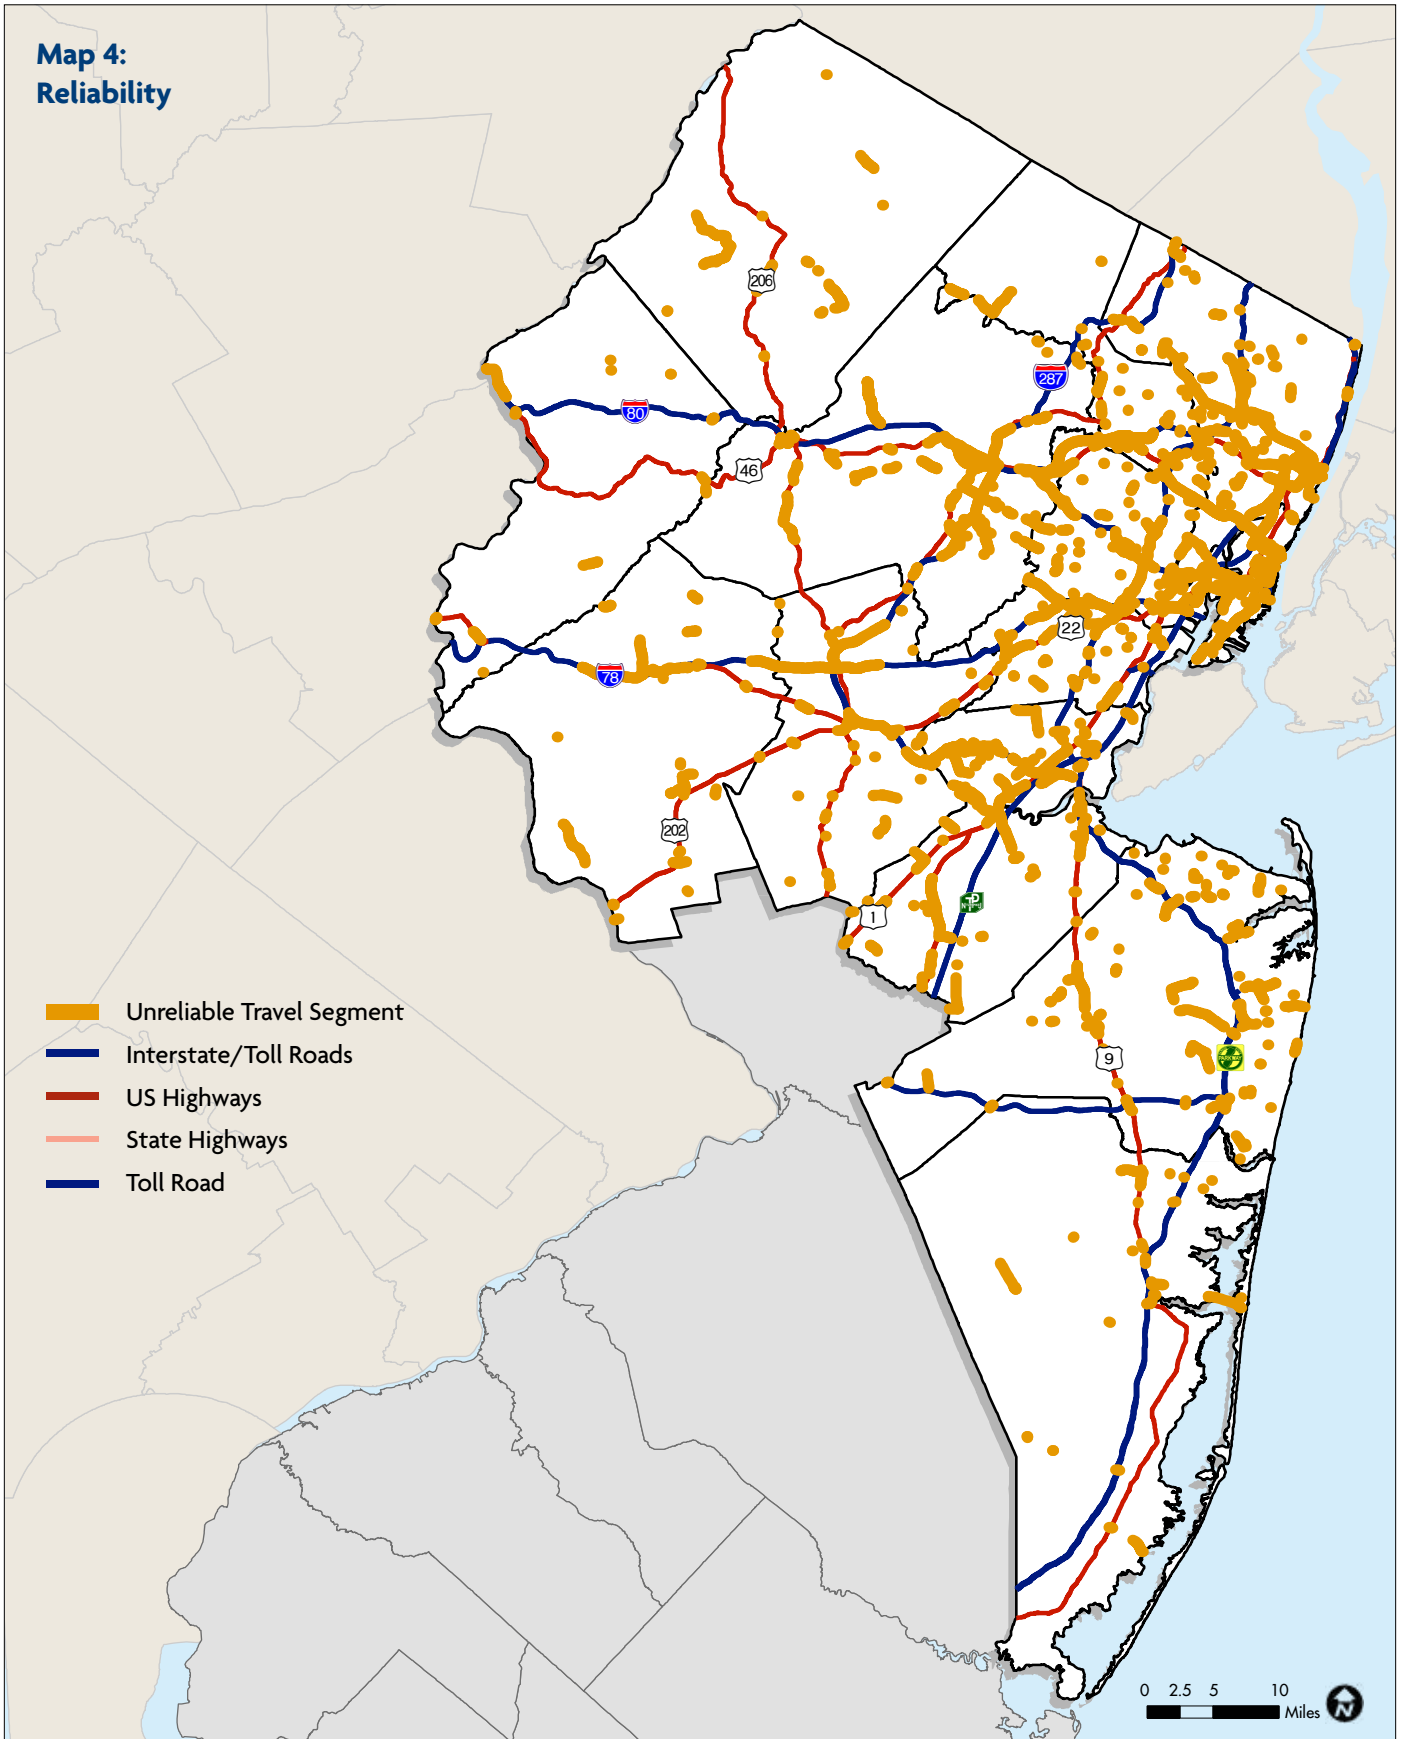 Map 4:
Reliability
206
287
80
46
22
78
202
1
9
PARKWAY
Unreliable Travel Segment
Interstate/Toll Roads
US Highways
State Highways
Toll Road
0 2.5 5 10
Miles
N